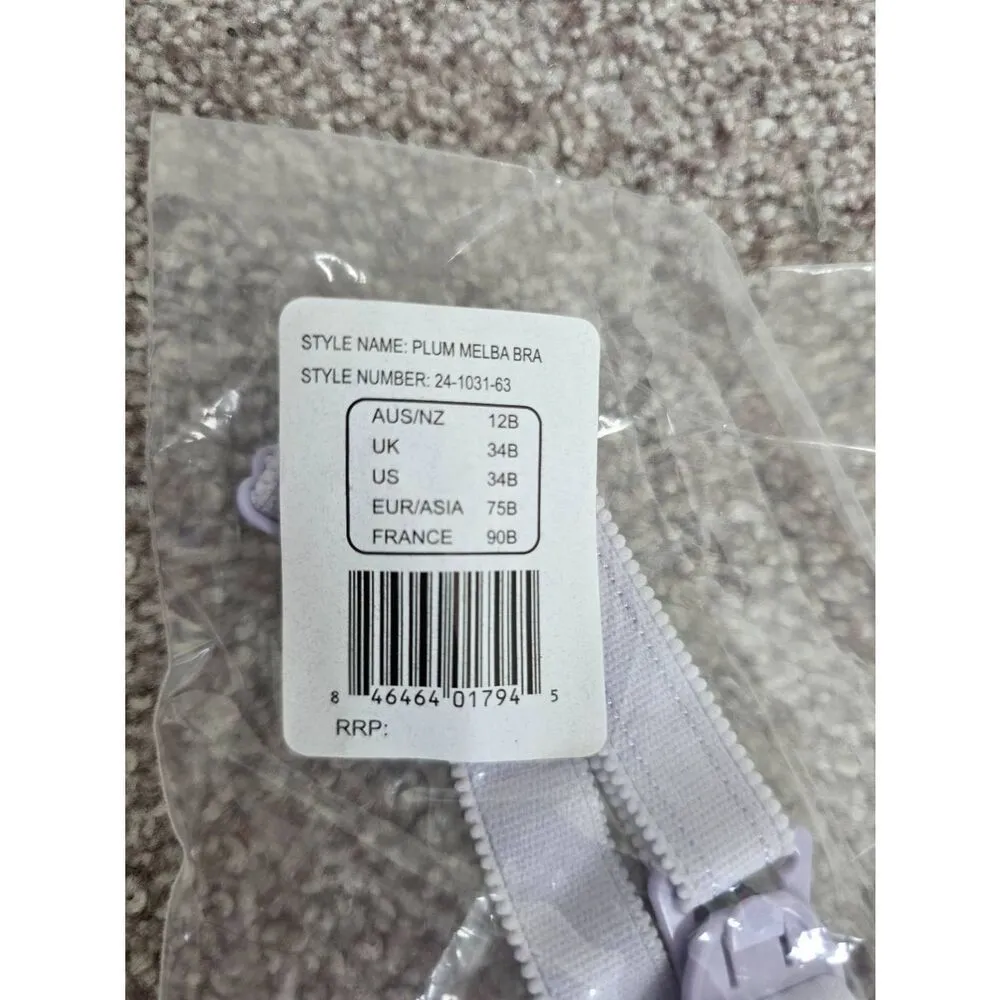 STYLE NAME: PLUM MELBA BRA
STYLE NUMBER: 24-1031-63
AUS/NZ 12B
UK 34B
US 34B
EUR/ASIA 75B
FRANCE 90B
8 46464 01794 5
RRP: